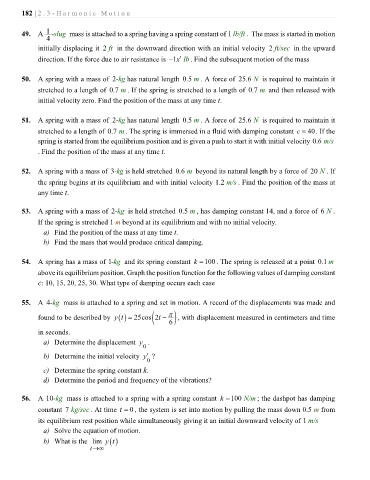 182 | 2.3 - Harmonic Motion
49. A 1/4-slug mass is attached to a spring having a spring constant of 1 lb/ft. The mass is started in motion
initially displacing it 2 ft in the downward direction with an initial velocity 2 ft/sec in the upward
direction. If the force due to air resistance is −1x′ lb. Find the subsequent motion of the mass
50. A spring with a mass of 2-kg has natural length 0.5 m. A force of 25.6 N is required to maintain it
stretched to a length of 0.7 m. If the spring is stretched to a length of 0.7 m and then released with
initial velocity zero. Find the position of the mass at any time t.
51. A spring with a mass of 2-kg has natural length 0.5 m. A force of 25.6 N is required to maintain it
stretched to a length of 0.7 m. The spring is immersed in a fluid with damping constant c = 40. If the
spring is started from the equilibrium position and is given a push to start it with initial velocity 0.6 m/s
. Find the position of the mass at any time t.
52. A spring with a mass of 3-kg is held stretched 0.6 m beyond its natural length by a force of 20 N. If
the spring begins at its equilibrium and with initial velocity 1.2 m/s. Find the position of the mass at
any time t.
53. A spring with a mass of 2-kg is held stretched 0.5 m, has damping constant 14, and a force of 6 N.
If the spring is stretched 1 m beyond at its equilibrium and with no initial velocity.
a) Find the position of the mass at any time t.
b) Find the mass that would produce critical damping.
54. A spring has a mass of 1-kg and its spring constant k = 100. The spring is released at a point 0.1 m
above its equilibrium position. Graph the position function for the following values of damping constant
c: 10, 15, 20, 25, 30. What type of damping occurs each case
55. A 4-kg mass is attached to a spring and set in motion. A record of the displacements was made and
found to be described by y(t) = 25cos(2t − π/6), with displacement measured in centimeters and time
in seconds.
a) Determine the displacement y₀.
b) Determine the initial velocity y′₀?
c) Determine the spring constant k.
d) Determine the period and frequency of the vibrations?
56. A 10-kg mass is attached to a spring with a spring constant k = 100 N/m; the dashpot has damping
constant 7 kg/sec. At time t = 0, the system is set into motion by pulling the mass down 0.5 m from
its equilibrium rest position while simultaneously giving it an initial downward velocity of 1 m/s
a) Solve the equation of motion.
b) What is the lim y(t)
t→∞